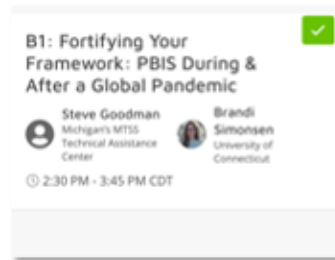 B1: Fortifying Your
Framework: PBIS During &
After a Global Pandemic
Steve Goodman
Michigan's MTSS
Technical Assistance
Center
Brandi
Simonsen
University of
Connecticut
2:30 PM - 3:45 PM CDT